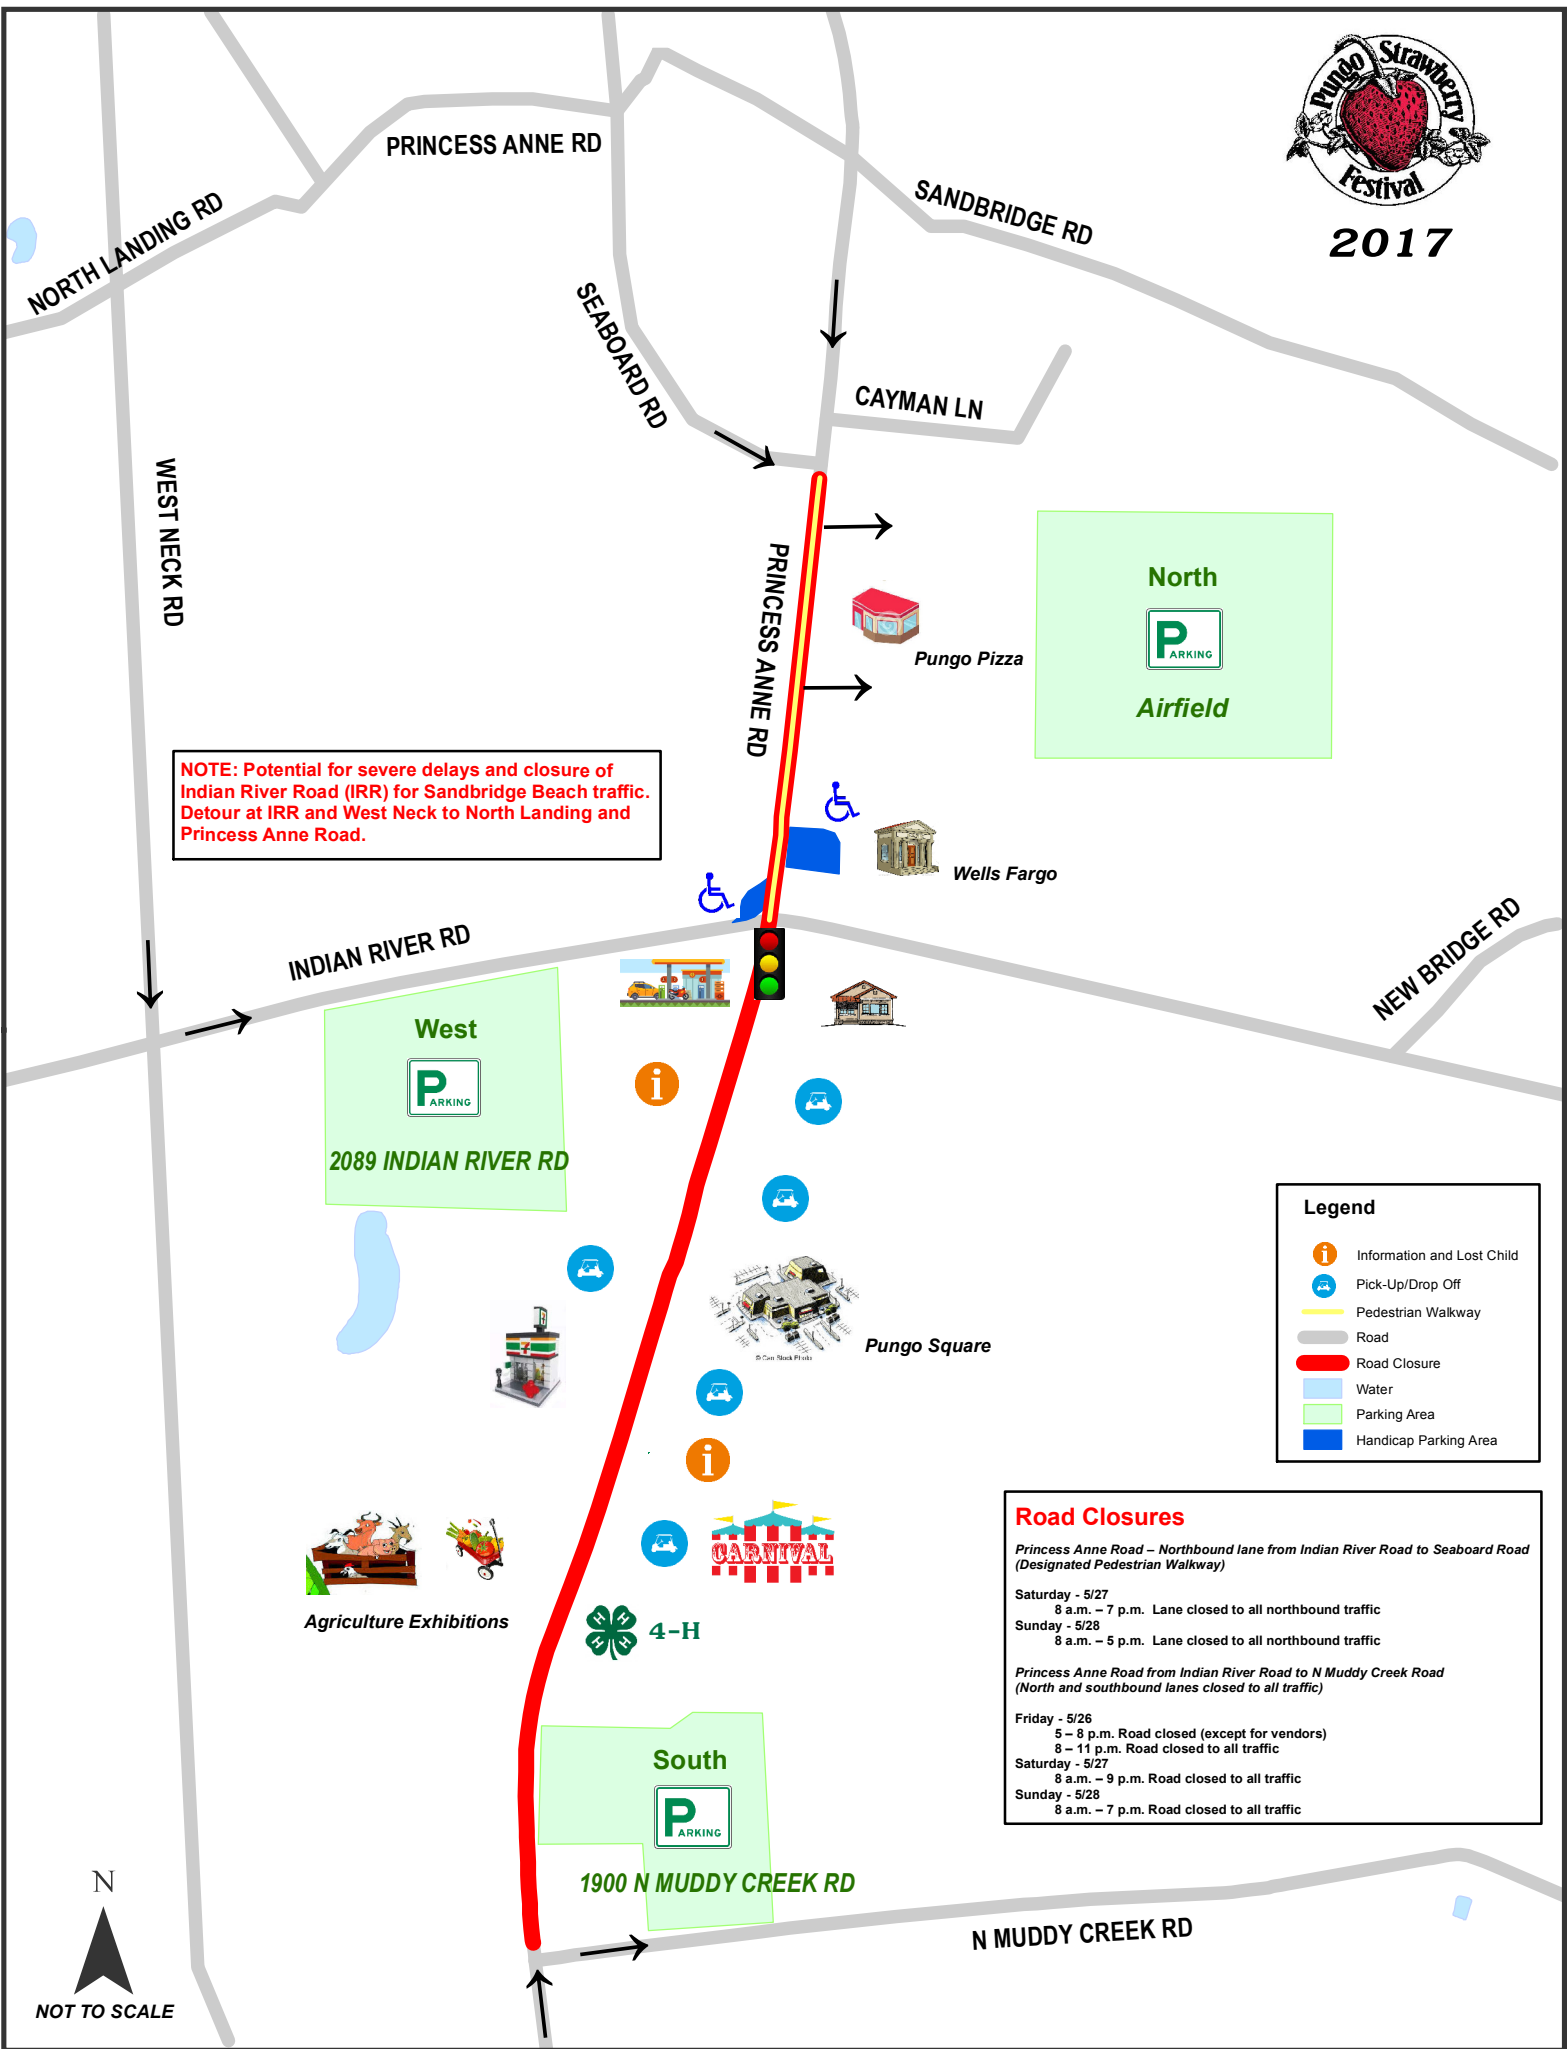 Pungo Strawberry
Festival
2017
PRINCESS ANNE RD
NORTH LANDING RD
SANDBRIDGE RD
SEABOARD RD
CAYMAN LN
WEST NECK RD
PRINCESS ANNE RD
North
P
ARKING
Airfield
Pungo Pizza
NOTE: Potential for severe delays and closure of
Indian River Road (IRR) for Sandbridge Beach traffic.
Detour at IRR and West Neck to North Landing and
Princess Anne Road.
Wells Fargo
INDIAN RIVER RD
NEW BRIDGE RD
West
P
ARKING
2089 INDIAN RIVER RD
i
7
© Can Stock Photo
Pungo Square
i
CARNIVAL
Agriculture Exhibitions
H H H H
4-H
Legend
i Information and Lost Child
Pick-Up/Drop Off
Pedestrian Walkway
Road
Road Closure
Water
Parking Area
Handicap Parking Area
Road Closures
Princess Anne Road – Northbound lane from Indian River Road to Seaboard Road
(Designated Pedestrian Walkway)
Saturday - 5/27
8 a.m. – 7 p.m. Lane closed to all northbound traffic
Sunday - 5/28
8 a.m. – 5 p.m. Lane closed to all northbound traffic
Princess Anne Road from Indian River Road to N Muddy Creek Road
(North and southbound lanes closed to all traffic)
Friday - 5/26
5 – 8 p.m. Road closed (except for vendors)
8 – 11 p.m. Road closed to all traffic
Saturday - 5/27
8 a.m. – 9 p.m. Road closed to all traffic
Sunday - 5/28
8 a.m. – 7 p.m. Road closed to all traffic
South
P
ARKING
1900 N MUDDY CREEK RD
N MUDDY CREEK RD
N
NOT TO SCALE